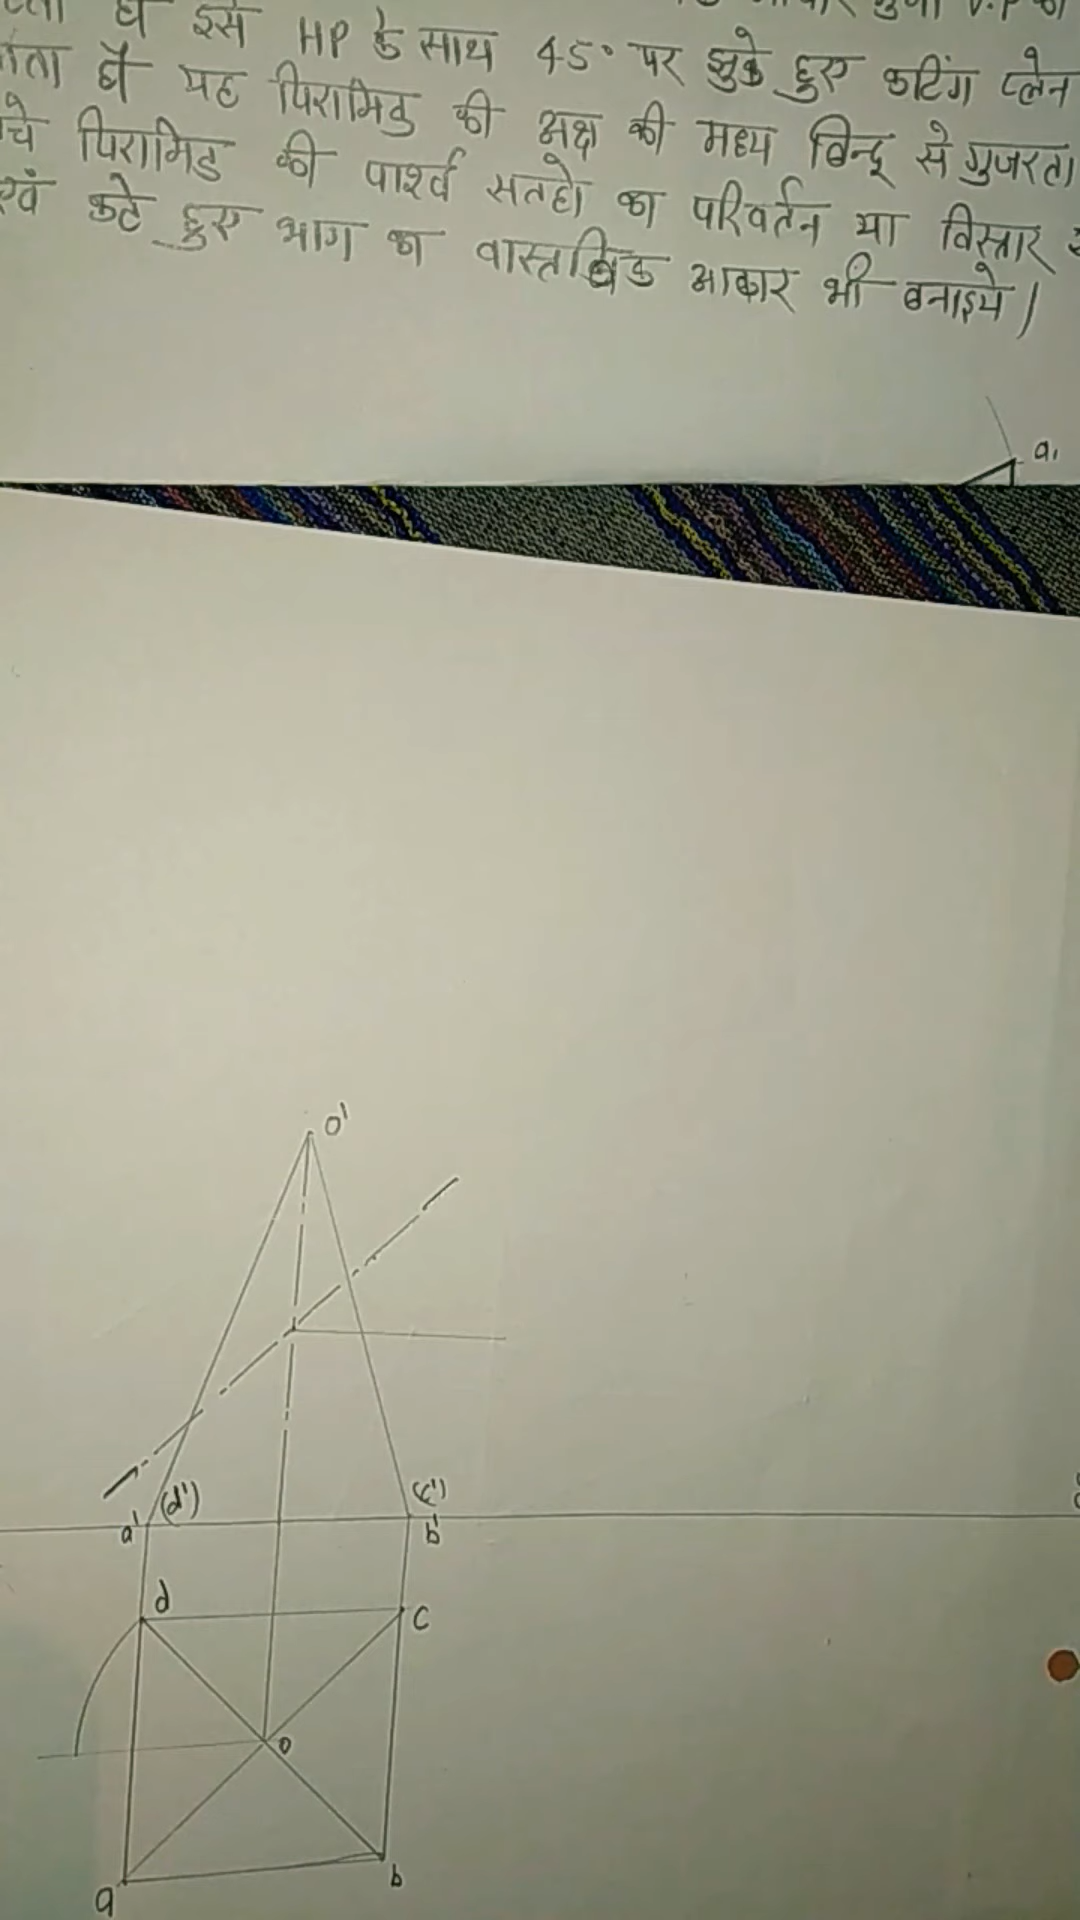 इसे HP के साथ 45° पर झुके हुए कटिंग प्लेन
यह पिरामिड की अक्ष की मध्य बिन्दू से गुजरता
पिरामिड की पार्श्व सतहो का परिवर्तन या विस्तार
एवं कटे हुए भाग का वास्तविक आकार भी बनाइये।
a₁
o'
a' (d') (c') b'
d c
o
a b